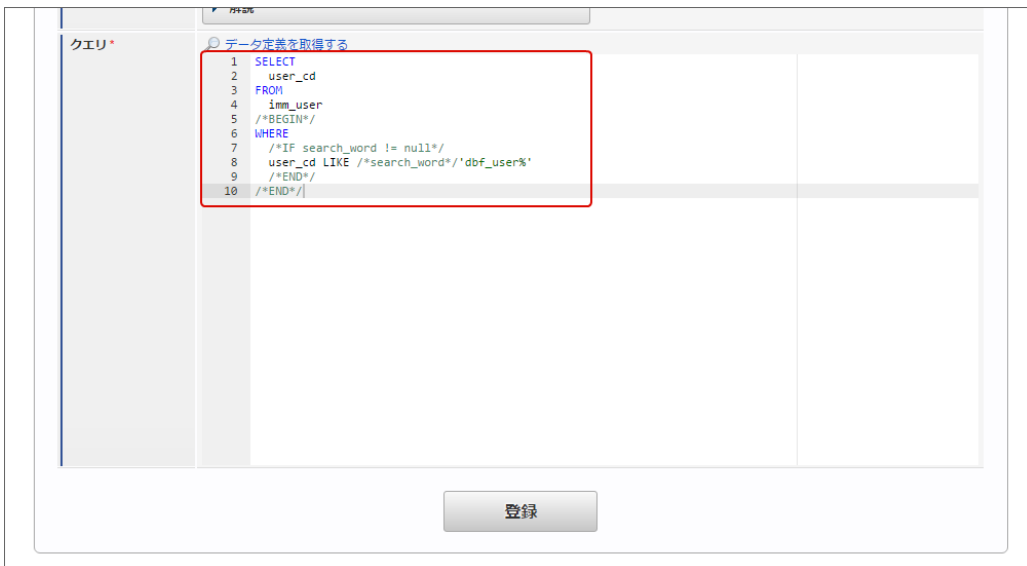 解説
クエリ*
データ定義を取得する
1 SELECT
2   user_cd
3 FROM
4   imm_user
5 /*BEGIN*/
6 WHERE
7   /*IF search_word != null*/
8   user_cd LIKE /*search_word*/'dbf_user%'
9   /*END*/
10 /*END*/
登録